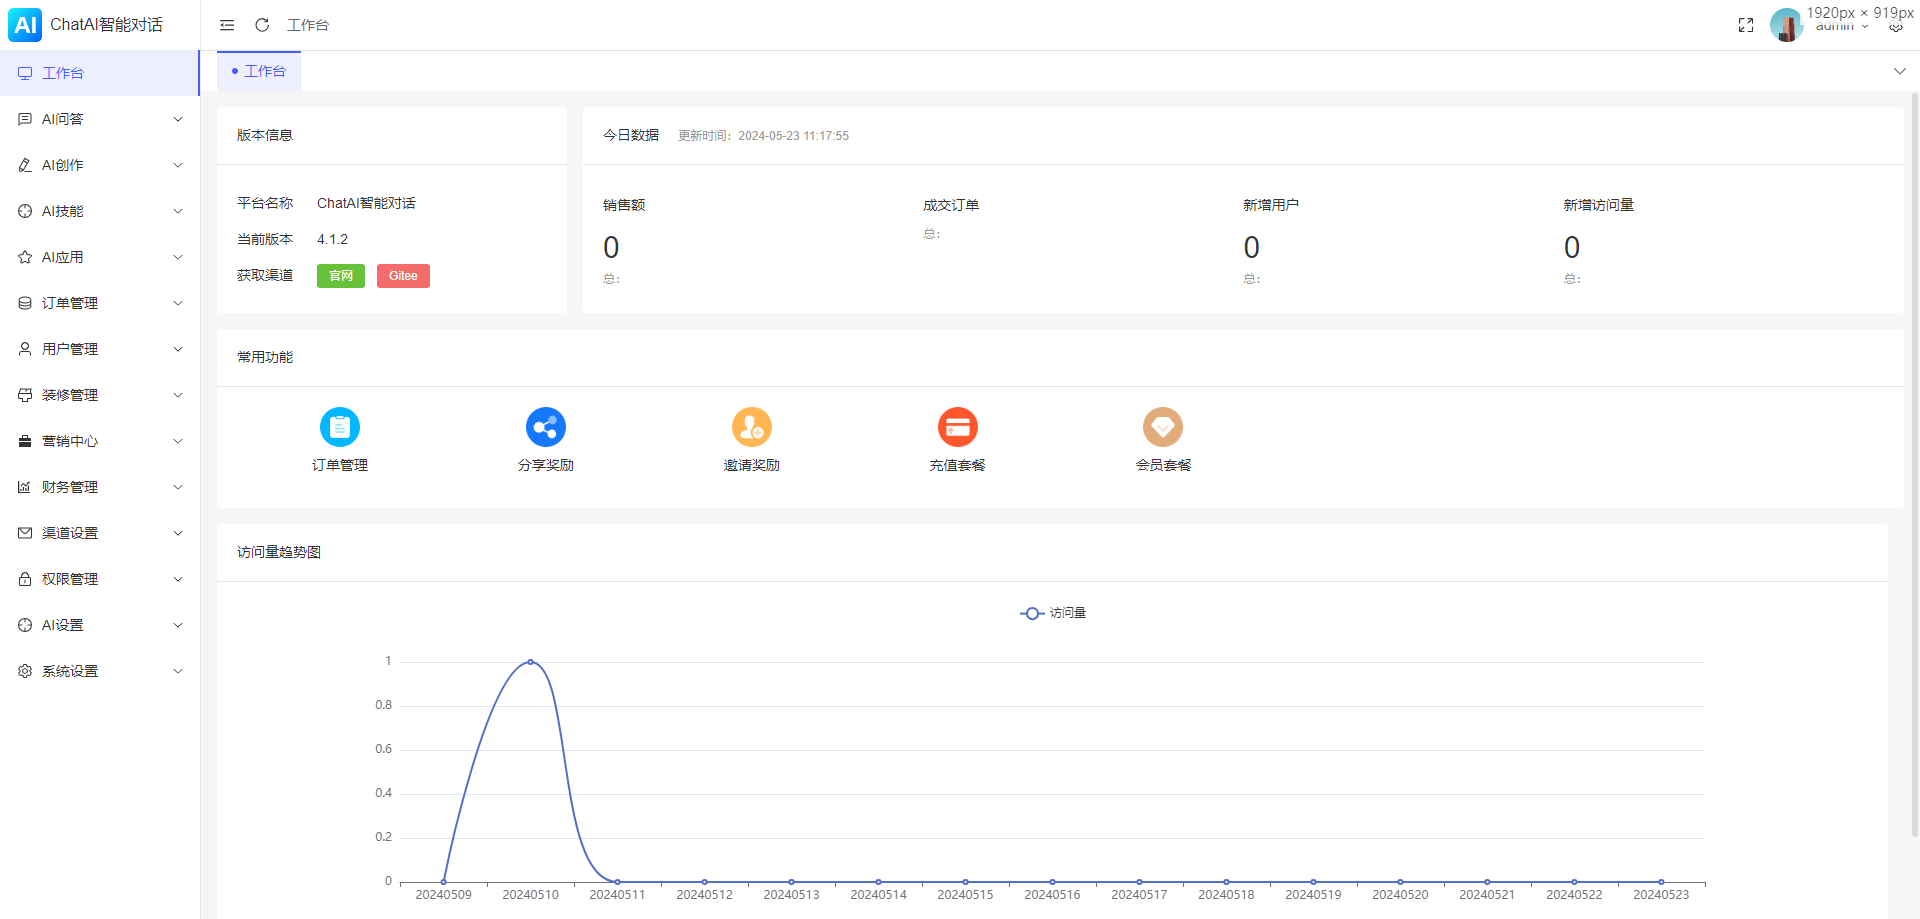 AI ChatAI智能对话
工作台
1920px × 919px
admin
工作台
AI问答
AI创作
AI技能
AI应用
订单管理
用户管理
装修管理
营销中心
财务管理
渠道设置
权限管理
AI设置
系统设置
工作台
版本信息
平台名称 ChatAI智能对话
当前版本 4.1.2
获取渠道 官网 Gitee
今日数据 更新时间：2024-05-23 11:17:55
销售额 成交订单 新增用户 新增访问量
0 0 0
总： 总： 总： 总：
常用功能
订单管理 分享奖励 邀请奖励 充值套餐 会员套餐
访问量趋势图
访问量
1
0.8
0.6
0.4
0.2
0
20240509 20240510 20240511 20240512 20240513 20240514 20240515 20240516 20240517 20240518 20240519 20240520 20240521 20240522 20240523